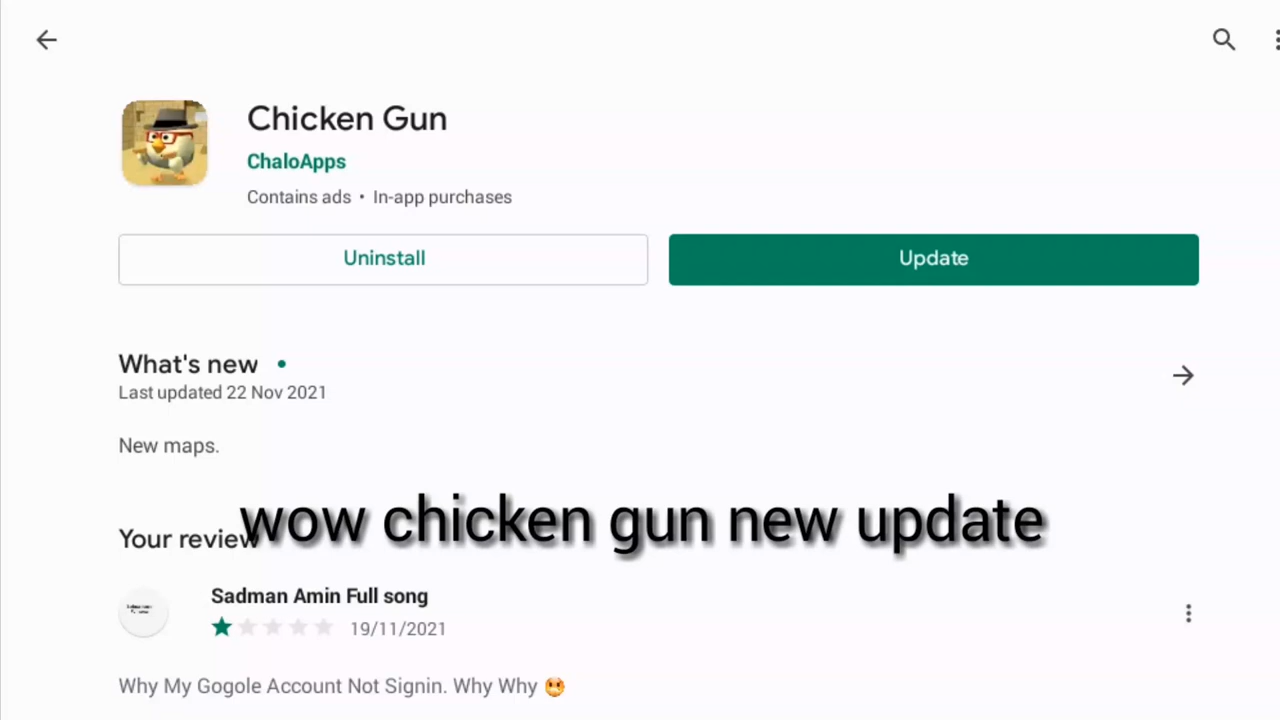 Chicken Gun
ChaloApps
Contains ads • In-app purchases
Uninstall
Update
What's new
Last updated 22 Nov 2021
New maps.
wow chicken gun new update
Your review
Sadman Amin Full song
19/11/2021
Why My Gogole Account Not Signin. Why Why